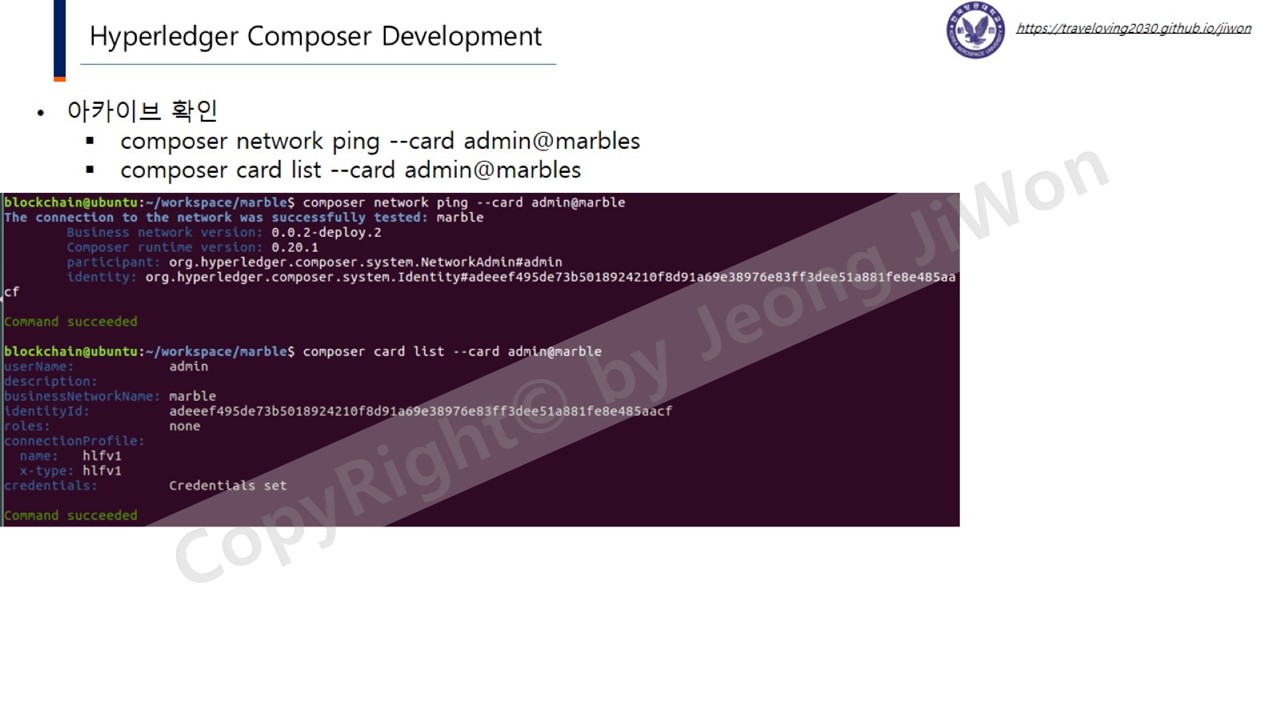 Hyperledger Composer Development
https://traveloving2030.github.io/jiwon
• 아카이브 확인
▪ composer network ping --card admin@marbles
▪ composer card list --card admin@marbles
blockchain@ubuntu:~/workspace/marble$ composer network ping --card admin@marble
The connection to the network was successfully tested: marble
Business network version: 0.0.2-deploy.2
Composer runtime version: 0.20.1
participant: org.hyperledger.composer.system.NetworkAdmin#admin
identity: org.hyperledger.composer.system.Identity#adeeef495de73b5018924210f8d91a69e38976e83ff3dee51a881fe8e485aa
cf
Command succeeded
blockchain@ubuntu:~/workspace/marble$ composer card list --card admin@marble
userName: admin
description:
businessNetworkName: marble
identityId: adeeef495de73b5018924210f8d91a69e38976e83ff3dee51a881fe8e485aacf
roles: none
connectionProfile:
name: hlfv1
x-type: hlfv1
credentials: Credentials set
Command succeeded
CopyRight© by Jeong JiWon